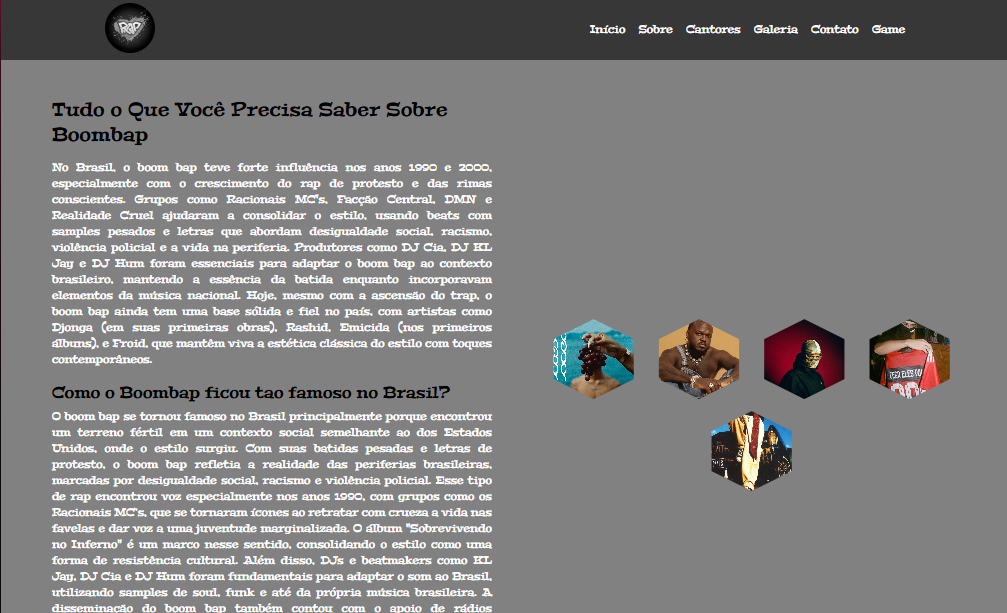 RAP
Início Sobre Cantores Galeria Contato Game
Tudo o Que Você Precisa Saber Sobre
Boombap
No Brasil, o boom bap teve forte influência nos anos 1990 e 2000,
especialmente com o crescimento do rap de protesto e das rimas
conscientes. Grupos como Racionais MC's, Facção Central, DMN e
Realidade Cruel ajudaram a consolidar o estilo, usando beats com
samples pesados e letras que abordam desigualdade social, racismo,
violência policial e a vida na periferia. Produtores como DJ Cia, DJ KL
Jay e DJ Hum foram essenciais para adaptar o boom bap ao contexto
brasileiro, mantendo a essência da batida enquanto incorporavam
elementos da música nacional. Hoje, mesmo com a ascensão do trap, o
boom bap ainda tem uma base sólida e fiel no país, com artistas como
Djonga (em suas primeiras obras), Rashid, Emicida (nos primeiros
álbuns), e Froid, que mantêm viva a estética clássica do estilo com toques
contemporâneos.
Como o Boombap ficou tao famoso no Brasil?
O boom bap se tornou famoso no Brasil principalmente porque encontrou
um terreno fértil em um contexto social semelhante ao dos Estados
Unidos, onde o estilo surgiu. Com suas batidas pesadas e letras de
protesto, o boom bap refletia a realidade das periferias brasileiras,
marcadas por desigualdade social, racismo e violência policial. Esse tipo
de rap encontrou voz especialmente nos anos 1990, com grupos como os
Racionais MC's, que se tornaram ícones ao retratar com crueza a vida nas
favelas e dar voz a uma juventude marginalizada. O álbum "Sobrevivendo
no Inferno" é um marco nesse sentido, consolidando o estilo como uma
forma de resistência cultural. Além disso, DJs e beatmakers como KL
Jay, DJ Cia e DJ Hum foram fundamentais para adaptar o som ao Brasil,
utilizando samples de soul, funk e até da própria música brasileira. A
disseminação do boom bap também contou com o apoio de rádios